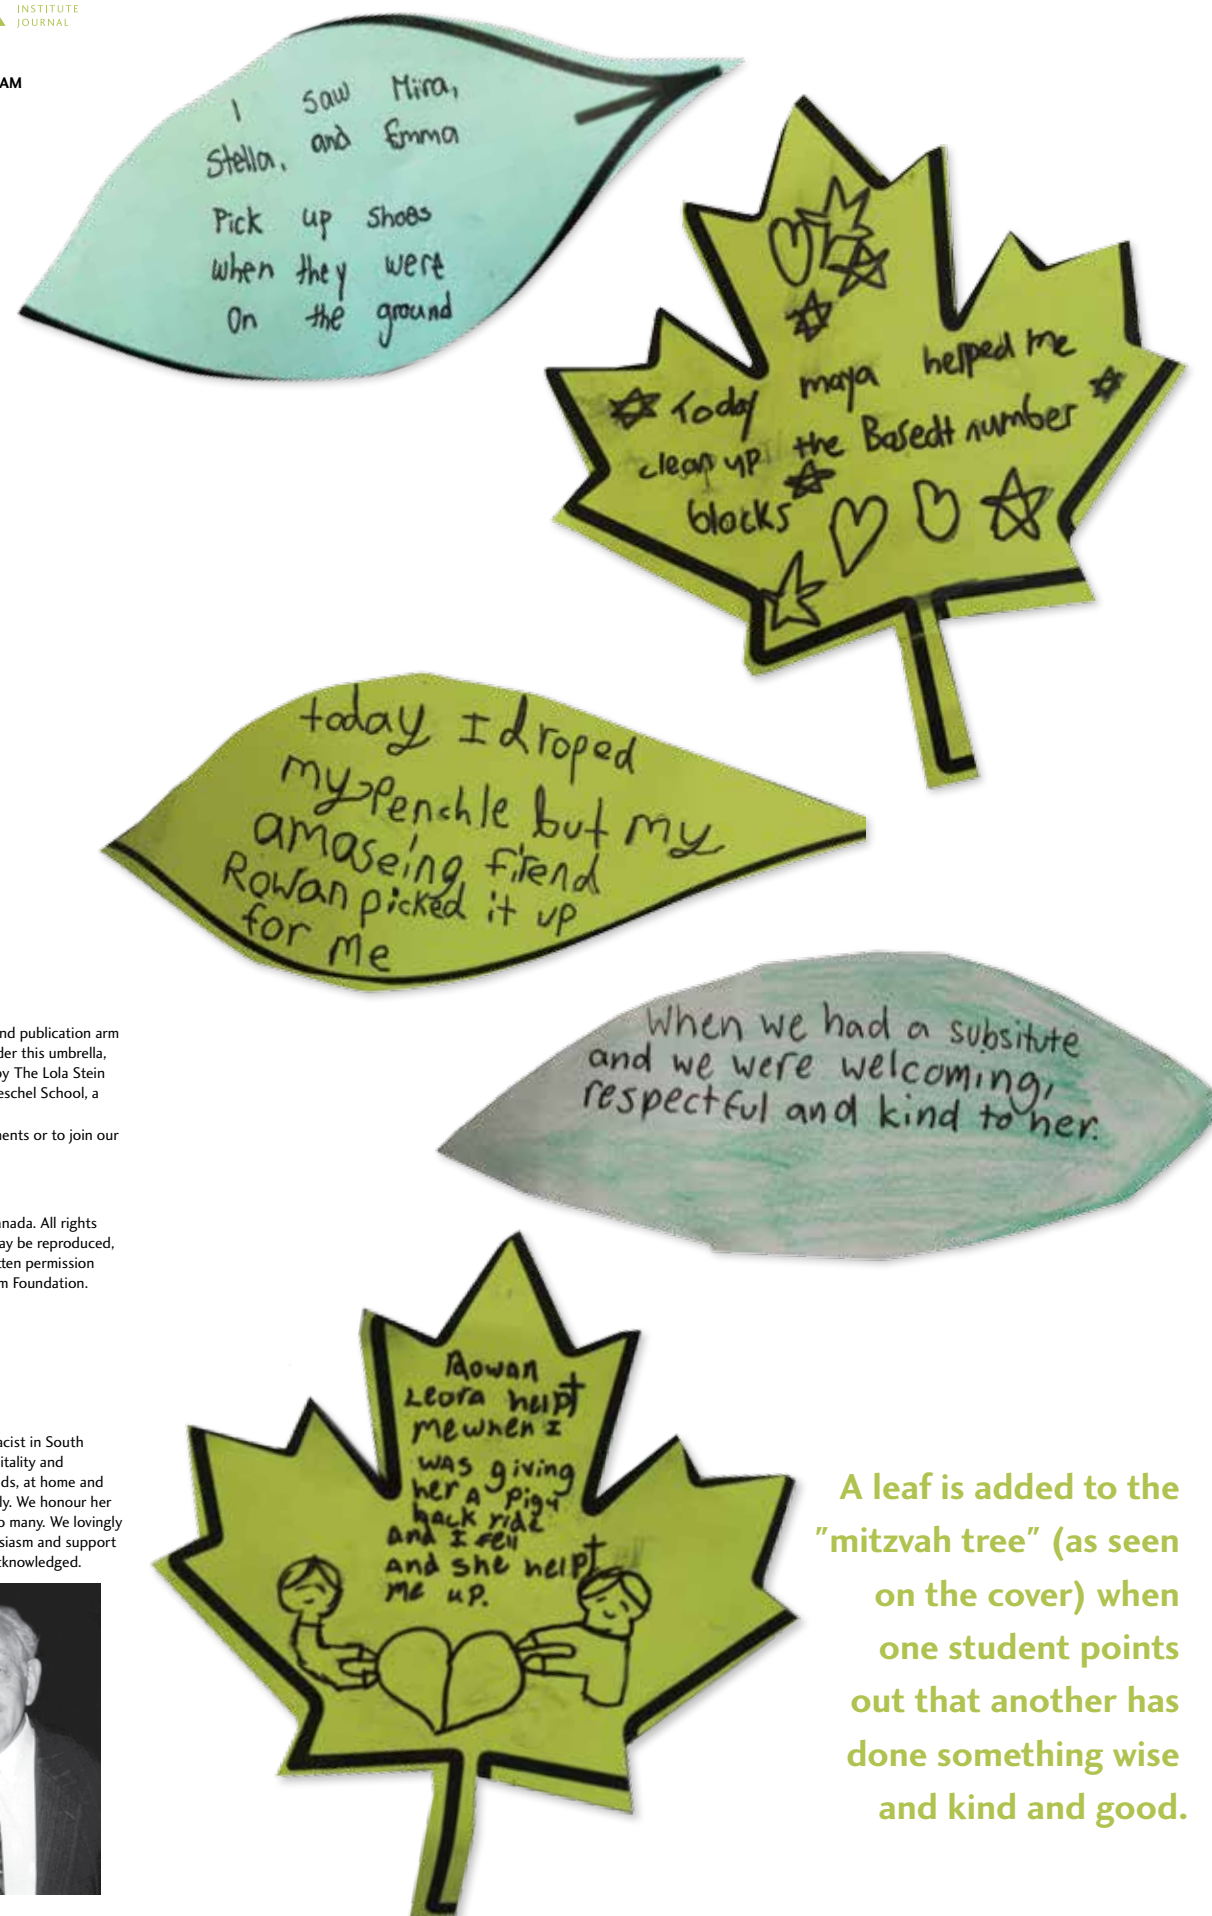 INSTITUTE
JOURNAL
AM
I saw Mira,
Stella, and Emma
Pick up shoes
when they were
On the ground
Today maya helped me
clean up the Basedt number
blocks
today I droped
my Penchle but my
amaseing firend
Rowan picked it up
for me
nd publication arm
der this umbrella,
by The Lola Stein
eschel School, a
nents or to join our
When we had a subsitute
and we were welcoming,
respectful and kind to her.
anada. All rights
ay be reproduced,
tten permission
m Foundation.
Rowan
Leora helpt
me when I
was giving
her a Pigy
back ride
and I fell
and she helpt
me up.
acist in South
itality and
ds, at home and
ly. We honour her
o many. We lovingly
siasm and support
cknowledged.
A leaf is added to the
"mitzvah tree" (as seen
on the cover) when
one student points
out that another has
done something wise
and kind and good.